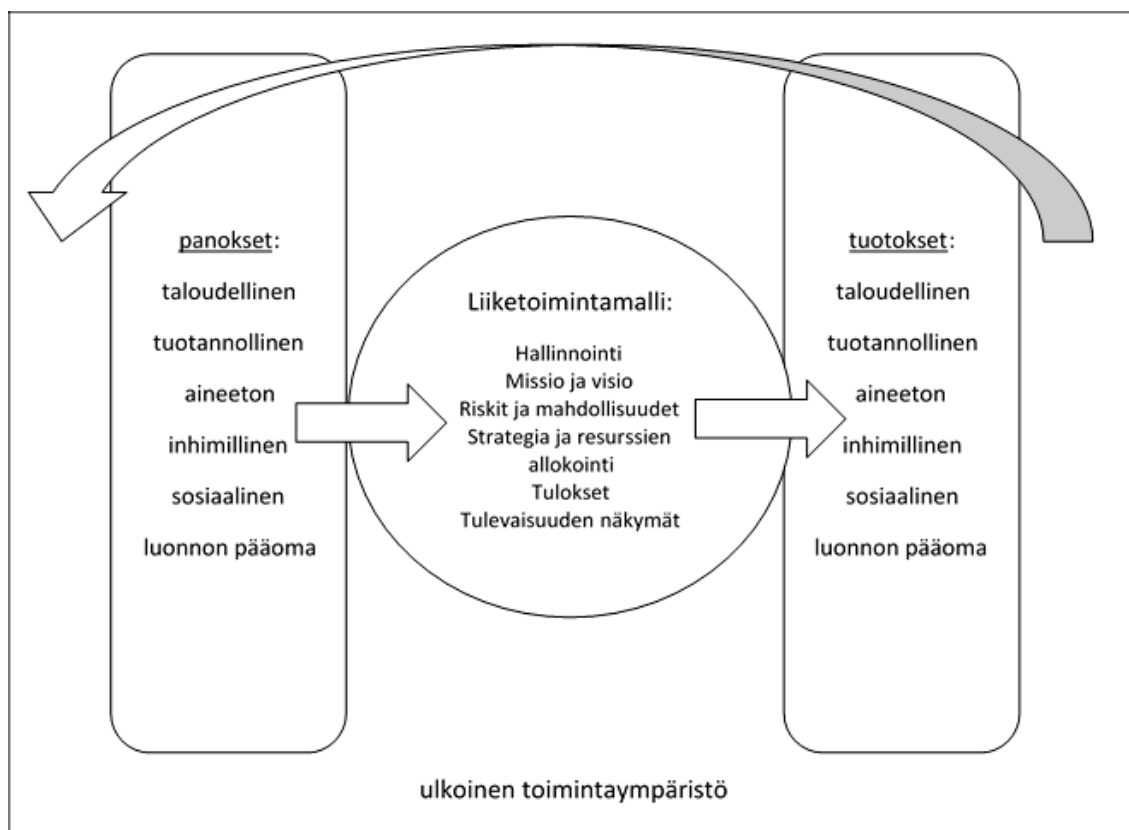 panokset:
taloudellinen
tuotannollinen
aineeton
inhimillinen
sosiaalinen
luonnon pääoma
Liiketoimintamalli:
Hallinnointi
Missio ja visio
Riskit ja mahdollisuudet
Strategia ja resurssien
allokointi
Tulokset
Tulevaisuuden näkymät
tuotokset:
taloudellinen
tuotannollinen
aineeton
inhimillinen
sosiaalinen
luonnon pääoma
ulkoinen toimintaympäristö